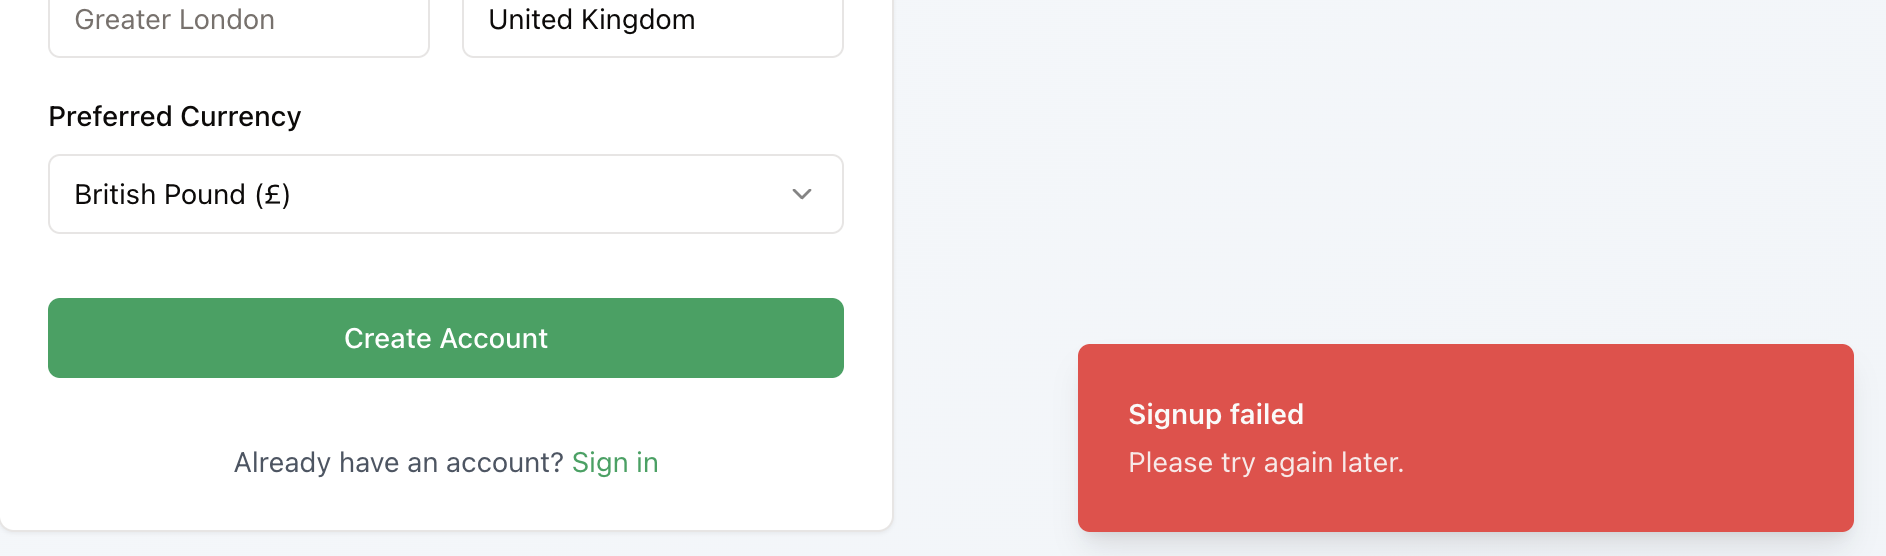 Greater London
United Kingdom
Preferred Currency
British Pound (£)
Create Account
Already have an account? Sign in
Signup failed
Please try again later.